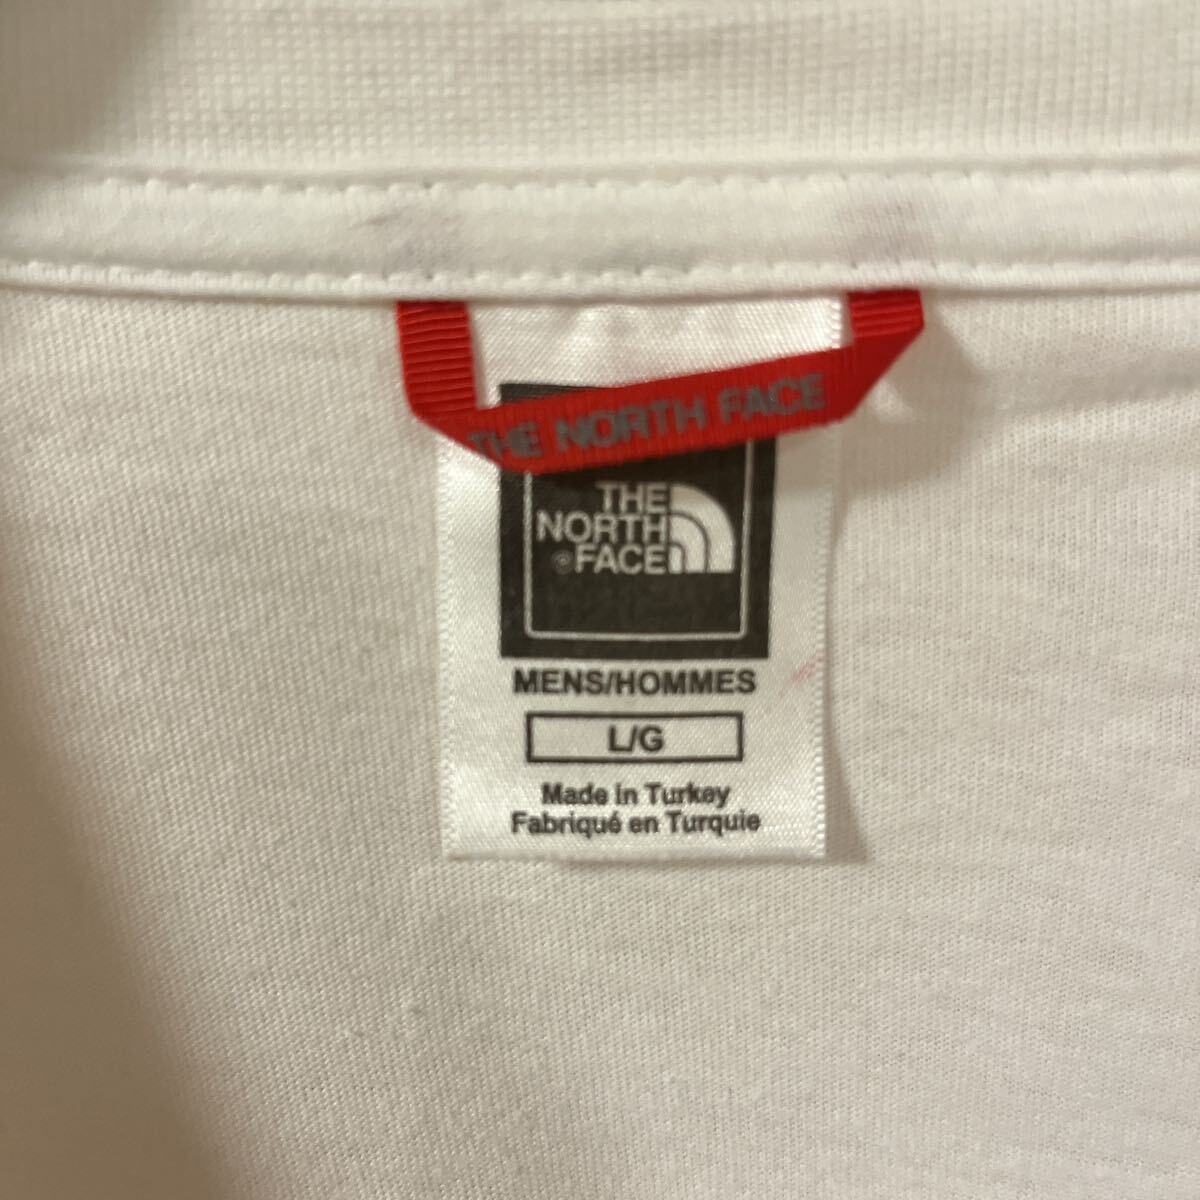 THE NORTH FACE
THE
NORTH
®FACE
MENS/HOMMES
L/G
Made in Turkey
Fabriqué en Turquie